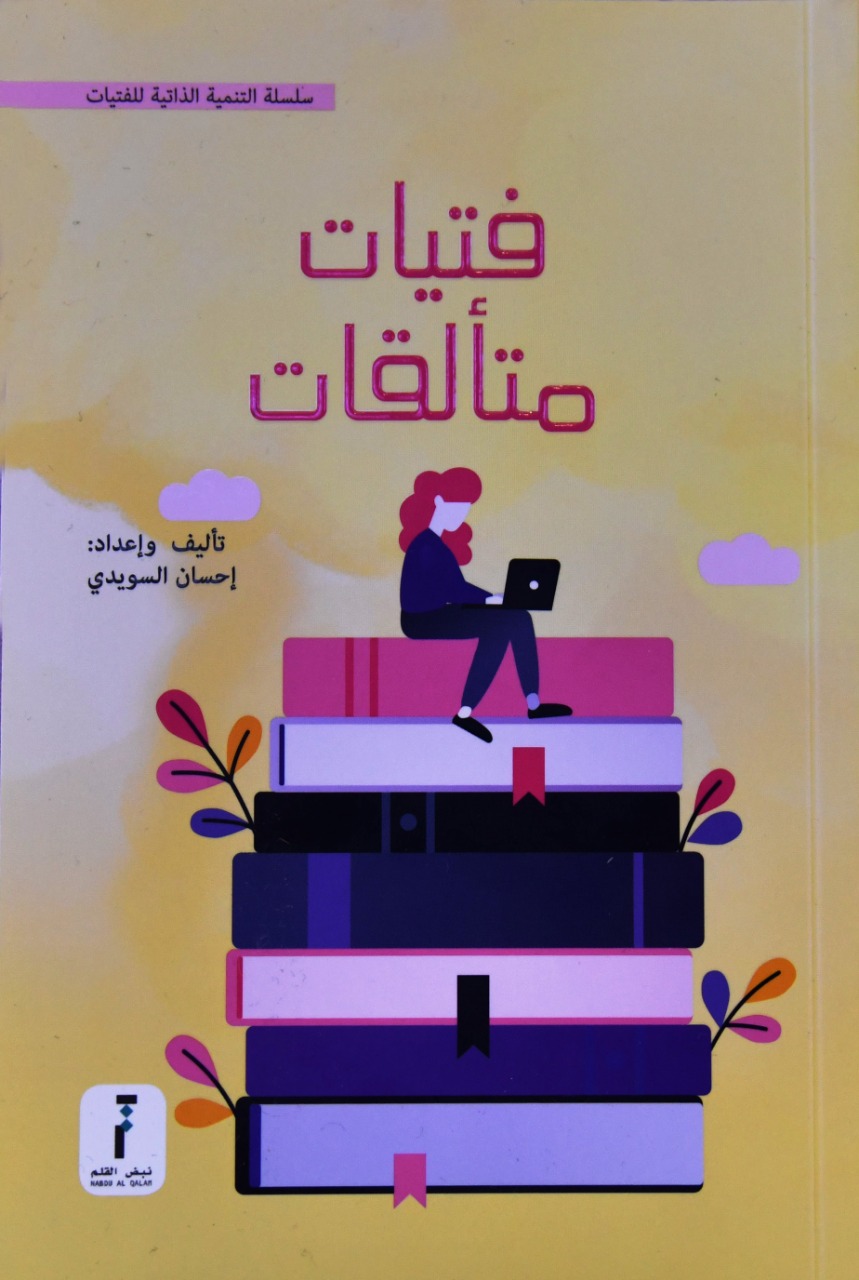 سلسلة التنمية الذاتية للفتيات
فتيات
متألقات
تأليف وإعداد:
إحسان السويدي
نبض القلم
NABDU AL QALAM